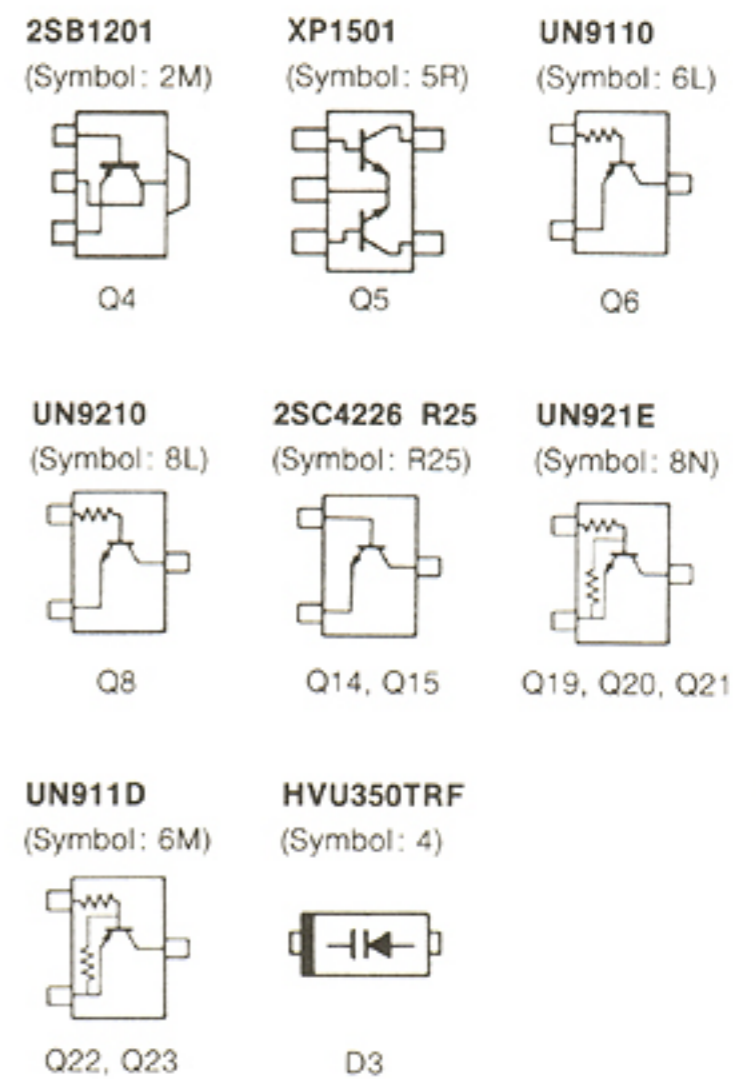 2SB1201 XP1501 UN9110
(Symbol: 2M) (Symbol: 5R) (Symbol: 6L)
Q4 Q5 Q6
UN9210 2SC4226 R25 UN921E
(Symbol: 8L) (Symbol: R25) (Symbol: 8N)
Q8 Q14, Q15 Q19, Q20, Q21
UN911D HVU350TRF
(Symbol: 6M) (Symbol: 4)
Q22, Q23 D3